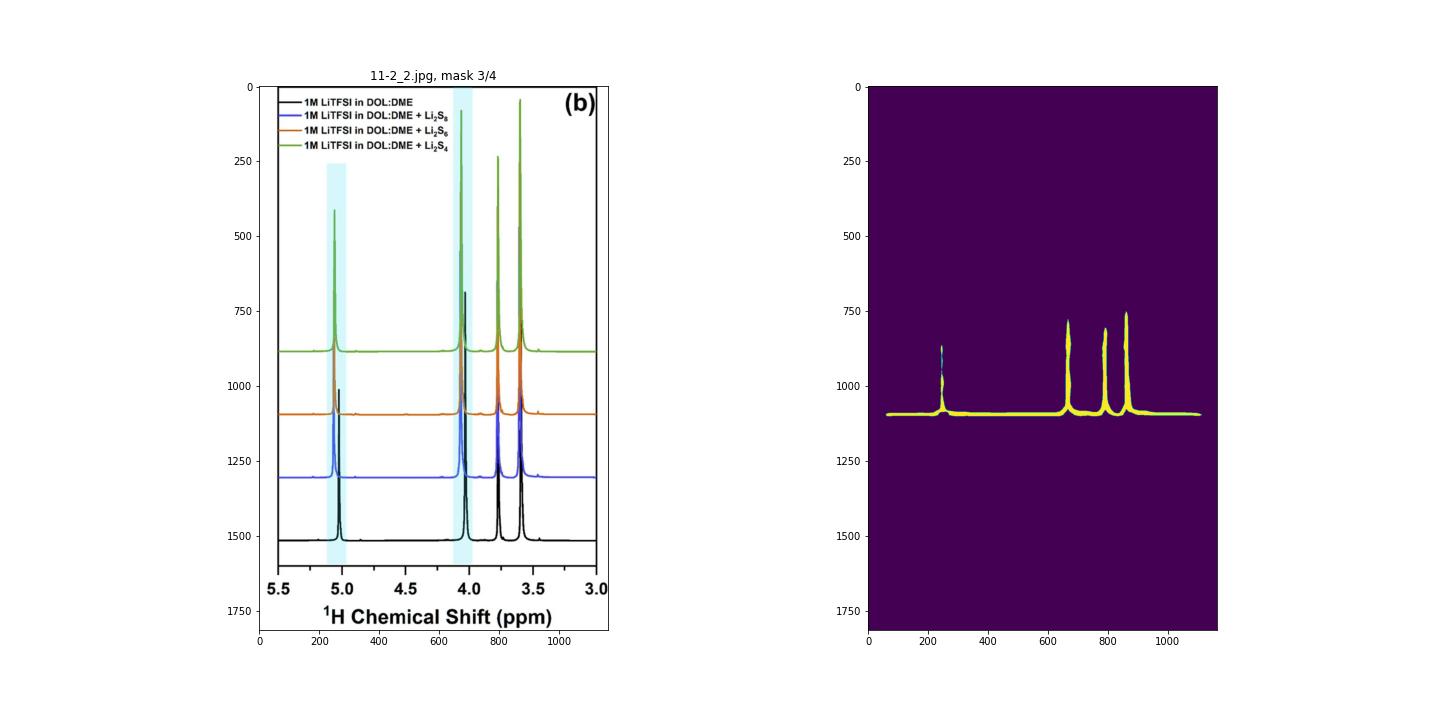 11-2_2.jpg, mask 3/4
(b)
1M LiTFSI in DOL:DME
1M LiTFSI in DOL:DME + Li₂S₈
1M LiTFSI in DOL:DME + Li₂S₆
1M LiTFSI in DOL:DME + Li₂S₄
0
250
500
750
1000
1250
1500
1750
5.5 5.0 4.5 4.0 3.5 3.0
¹H Chemical Shift (ppm)
0 200 400 600 800 1000
0
250
500
750
1000
1250
1500
1750
0 200 400 600 800 1000